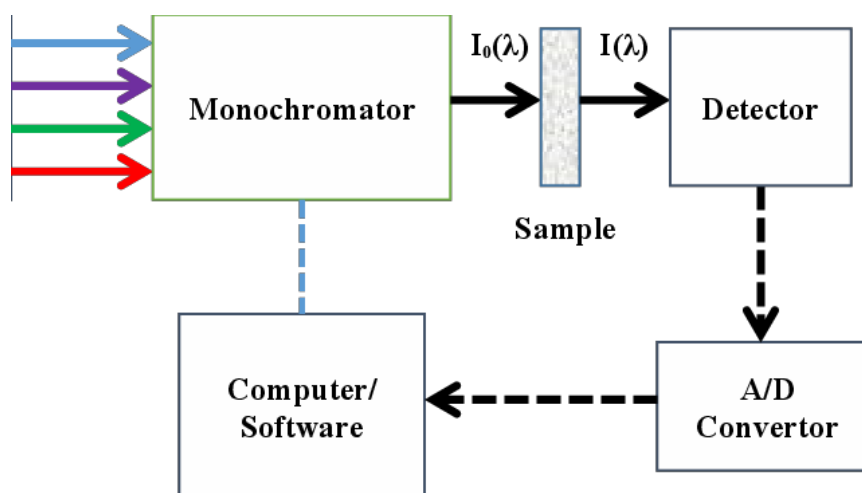 I₀(λ)
I(λ)
Monochromator
Detector
Sample
Computer/
Software
A/D
Convertor